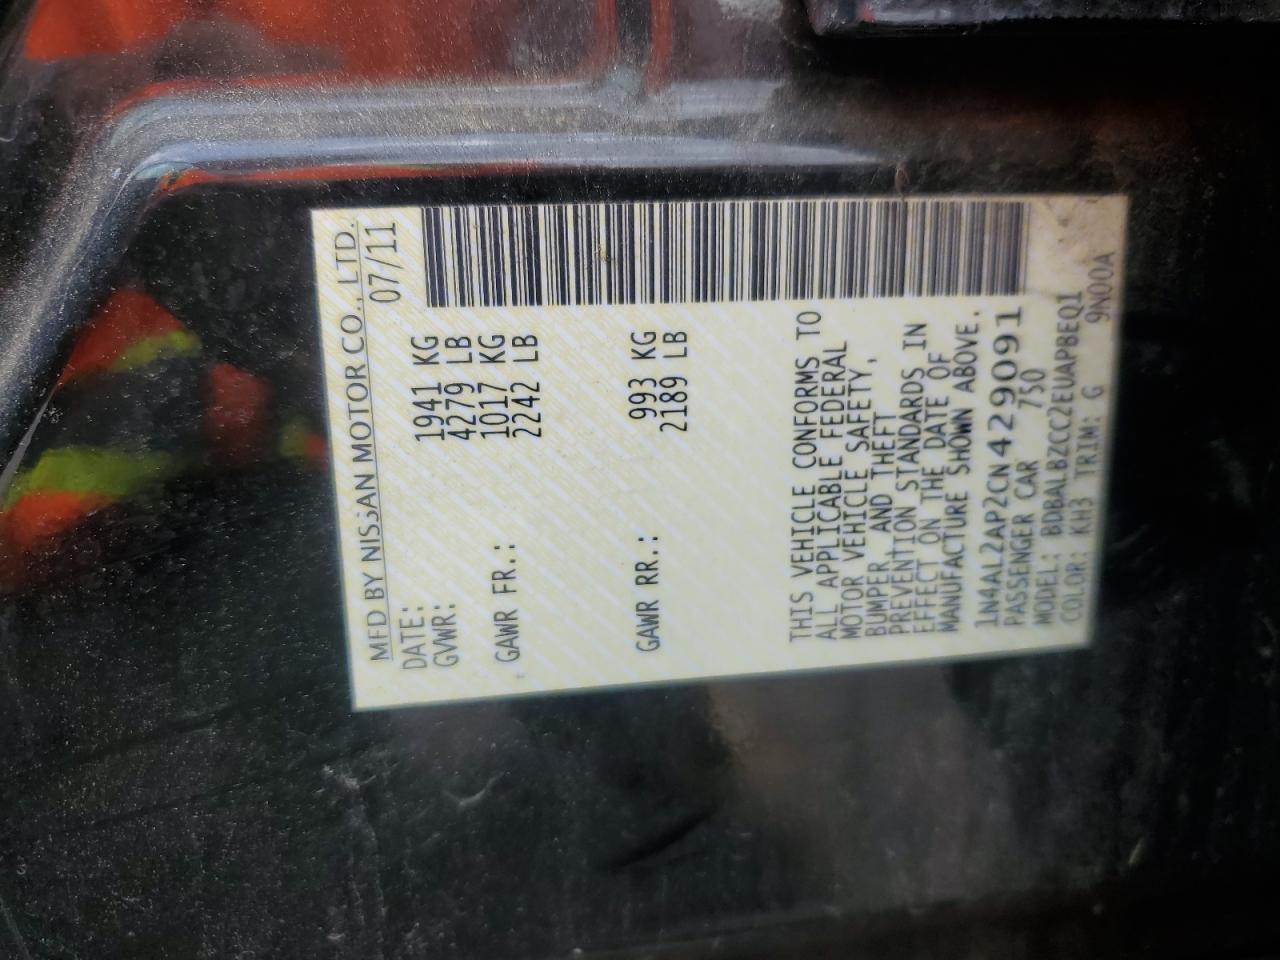 MFD BY NISSAN MOTOR CO., LTD.
DATE: 07/11
GVWR: 1941 KG
4279 LB
GAWR FR.: 1017 KG
2242 LB
GAWR RR.: 993 KG
2189 LB
THIS VEHICLE CONFORMS TO
ALL APPLICABLE FEDERAL
MOTOR VEHICLE SAFETY,
BUMPER AND THEFT
PREVENTION STANDARDS IN
EFFECT ON THE DATE OF
MANUFACTURE SHOWN ABOVE.
1N4AL2AP2CN429091
PASSENGER CAR 750
MODEL: BDBALBZCCZEUAPBEQ1
COLOR: KH3 TRIM: G 9N00A